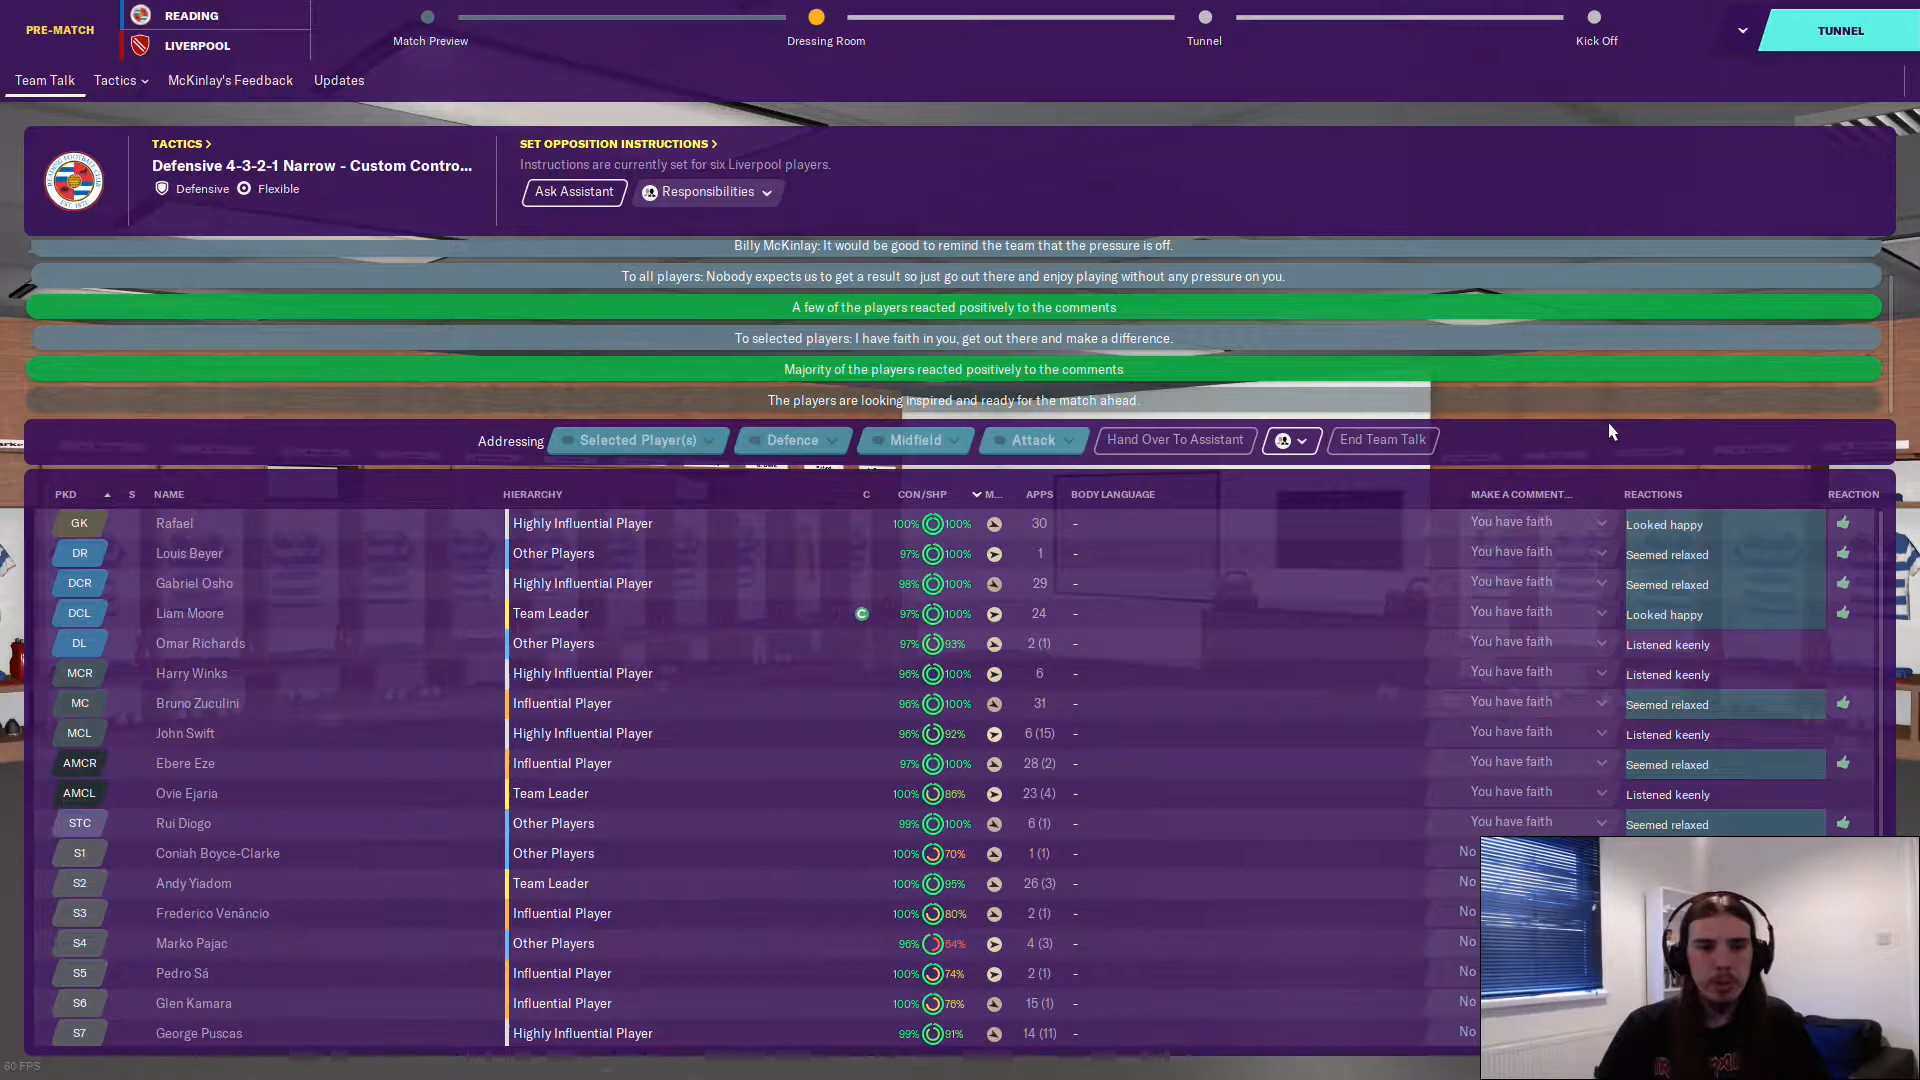 PRE-MATCH
READING
LIVERPOOL
Match Preview
Dressing Room
Tunnel
Kick Off
TUNNEL
Team Talk
Tactics
McKinlay's Feedback
Updates
TACTICS >
Defensive 4-3-2-1 Narrow - Custom Contro...
Defensive Flexible
SET OPPOSITION INSTRUCTIONS >
Instructions are currently set for six Liverpool players.
Ask Assistant
Responsibilities
Billy McKinlay: It would be good to remind the team that the pressure is off.
To all players: Nobody expects us to get a result so just go out there and enjoy playing without any pressure on you.
A few of the players reacted positively to the comments
To selected players: I have faith in you, get out there and make a difference.
Majority of the players reacted positively to the comments
The players are looking inspired and ready for the match ahead.
Addressing Selected Player(s) Defence Midfield Attack Hand Over To Assistant End Team Talk
PKD S NAME HIERARCHY C CON/SHP M... APPS BODY LANGUAGE MAKE A COMMENT... REACTIONS REACTION
GK Rafael Highly Influential Player 100% 100% 30 - You have faith Looked happy
DR Louis Beyer Other Players 97% 100% 1 - You have faith Seemed relaxed
DCR Gabriel Osho Highly Influential Player 98% 100% 29 - You have faith Seemed relaxed
DCL Liam Moore Team Leader C 97% 100% 24 - You have faith Looked happy
DL Omar Richards Other Players 97% 93% 2 (1) - You have faith Listened keenly
MCR Harry Winks Highly Influential Player 96% 100% 6 - You have faith Listened keenly
MC Bruno Zuculini Influential Player 96% 100% 31 - You have faith Seemed relaxed
MCL John Swift Highly Influential Player 96% 92% 6 (15) - You have faith Listened keenly
AMCR Ebere Eze Influential Player 97% 100% 28 (2) - You have faith Seemed relaxed
AMCL Ovie Ejaria Team Leader 100% 86% 23 (4) - You have faith Listened keenly
STC Rui Diogo Other Players 99% 100% 6 (1) - You have faith Seemed relaxed
S1 Coniah Boyce-Clarke Other Players 100% 70% 1 (1) - No
S2 Andy Yiadom Team Leader 100% 95% 26 (3) - No
S3 Frederico Venâncio Influential Player 100% 80% 2 (1) - No
S4 Marko Pajac Other Players 96% 4 (3) - No
S5 Pedro Sá Influential Player 100% 74% 2 (1) - No
S6 Glen Kamara Influential Player 100% 76% 15 (1) - No
S7 George Puscas Highly Influential Player 99% 91% 14 (11) - No
60 FPS